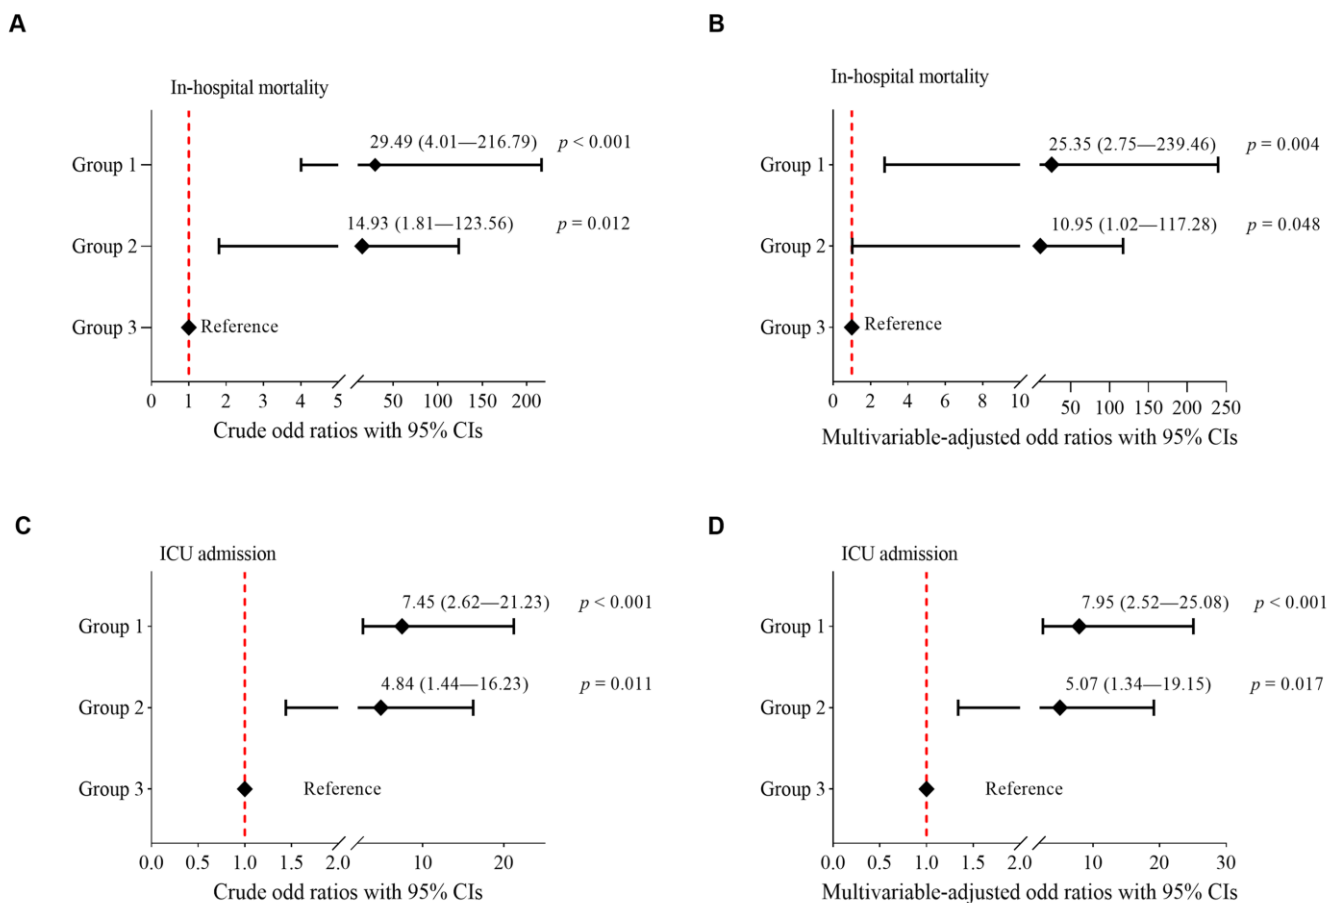 A
In-hospital mortality
Group 1
29.49 (4.01—216.79) p < 0.001
Group 2
14.93 (1.81—123.56) p = 0.012
Group 3
Reference
0 1 2 3 4 5 50 100 150 200
Crude odd ratios with 95% CIs
B
In-hospital mortality
Group 1
25.35 (2.75—239.46) p = 0.004
Group 2
10.95 (1.02—117.28) p = 0.048
Group 3
Reference
0 2 4 6 8 10 50 100 150 200 250
Multivariable-adjusted odd ratios with 95% CIs
C
ICU admission
Group 1
7.45 (2.62—21.23) p < 0.001
Group 2
4.84 (1.44—16.23) p = 0.011
Group 3
Reference
0.0 0.5 1.0 1.5 2.0 10 20
Crude odd ratios with 95% CIs
D
ICU admission
Group 1
7.95 (2.52—25.08) p < 0.001
Group 2
5.07 (1.34—19.15) p = 0.017
Group 3
Reference
0.0 0.5 1.0 1.5 2.0 10 20 30
Multivariable-adjusted odd ratios with 95% CIs